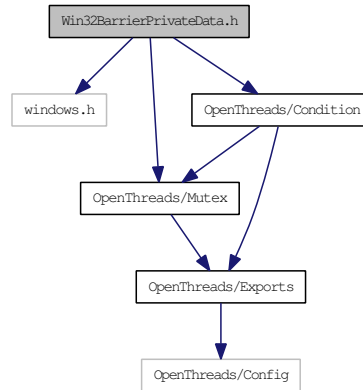 Win32BarrierPrivateData.h
windows.h
OpenThreads/Condition
OpenThreads/Mutex
OpenThreads/Exports
OpenThreads/Config